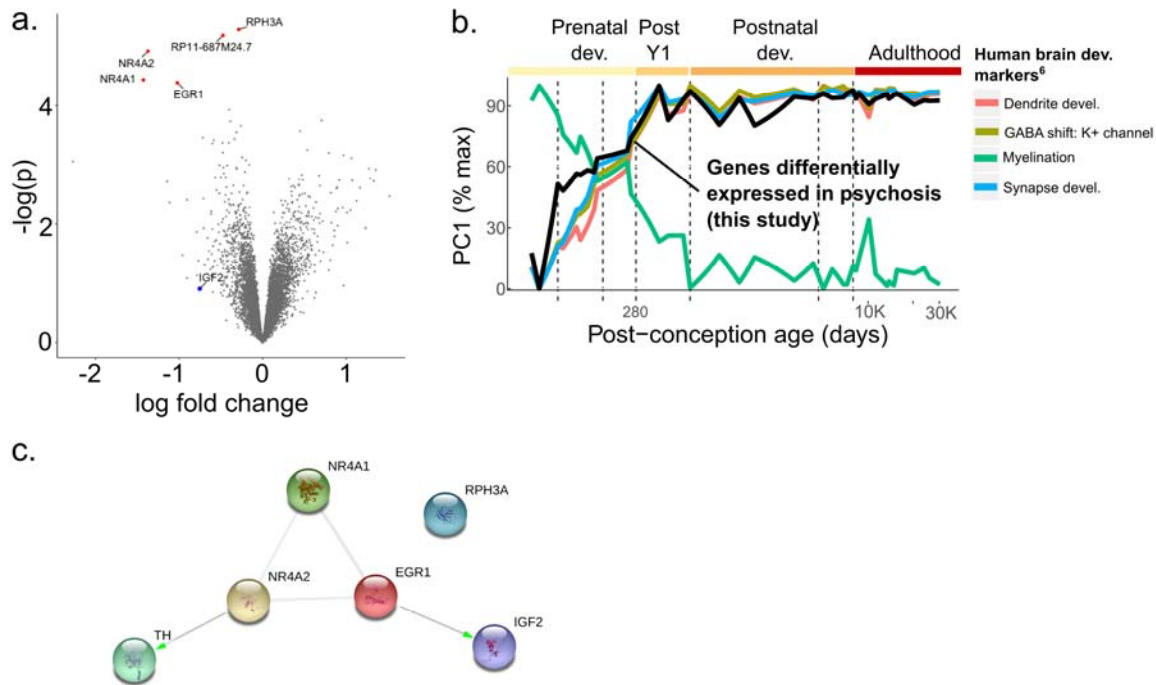 a.
RPH3A
RP11-687M24.7
NR4A2
NR4A1
EGR1
IGF2
4
2
0
-log(p)
-2
-1
0
1
log fold change
b.
Prenatal
dev.
Post
Y1
Postnatal
dev.
Adulthood
Human brain dev.
markers6
Dendrite devel.
GABA shift: K+ channel
Myelination
Synapse devel.
90
60
30
0
PC1 (% max)
Genes differentially
expressed in psychosis
(this study)
280
10K
30K
Post−conception age (days)
c.
NR4A1
RPH3A
NR4A2
EGR1
TH
IGF2